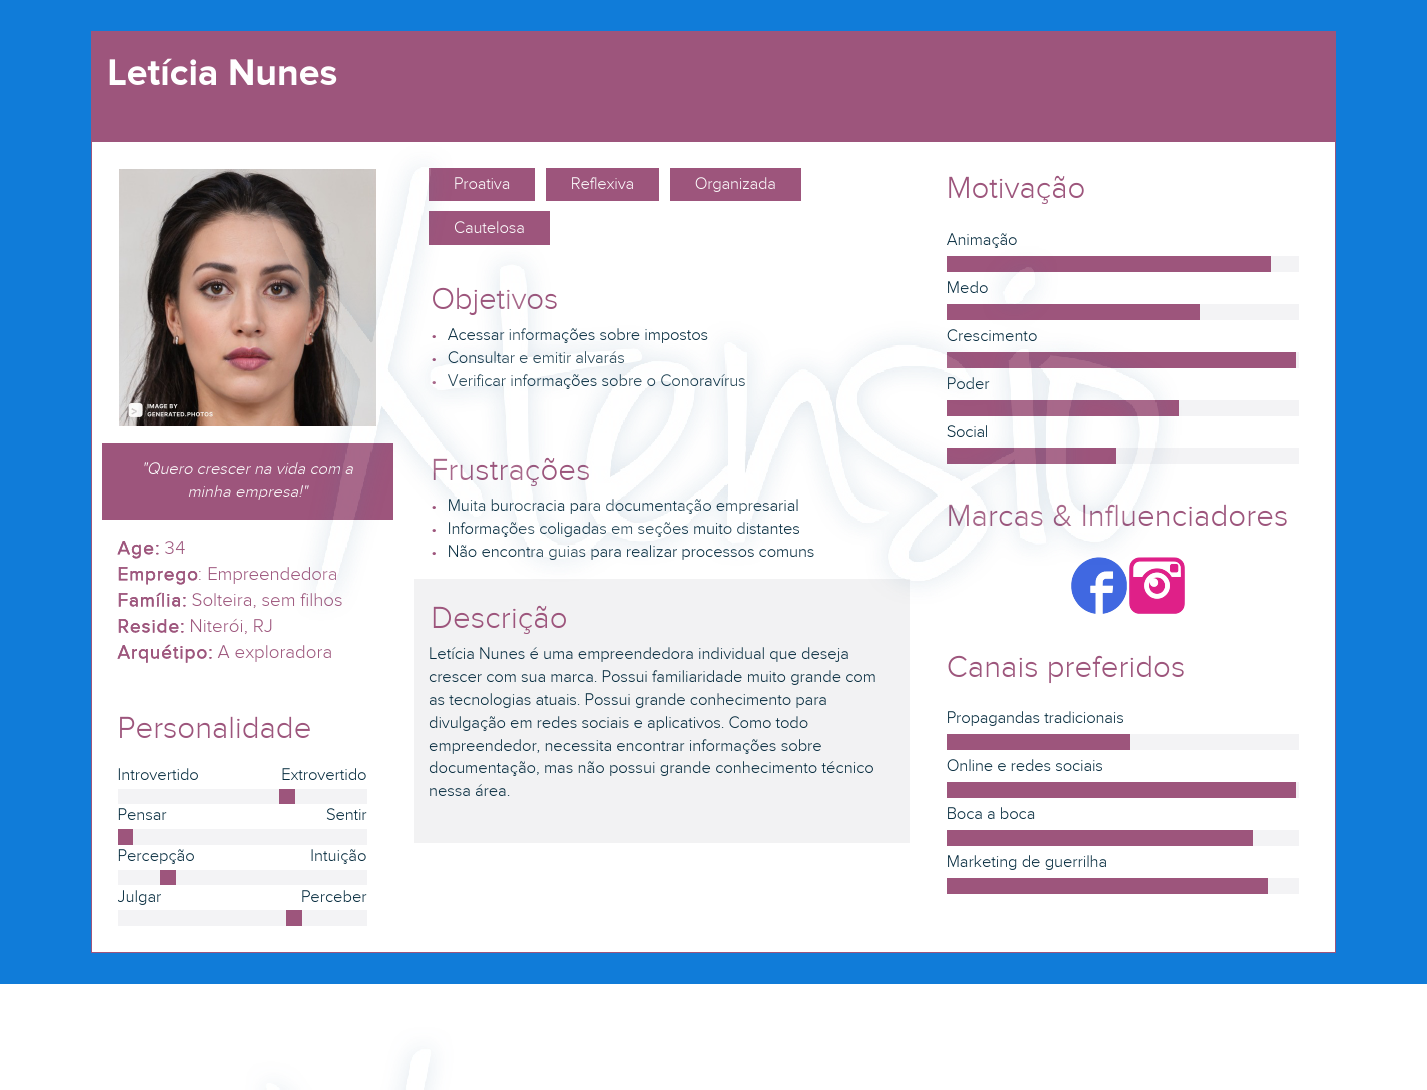 Letícia Nunes
IMAGE BY
GENERATED.PHOTOS
"Quero crescer na vida com a
minha empresa!"
Age: 34
Emprego: Empreendedora
Família: Solteira, sem filhos
Reside: Niterói, RJ
Arquétipo: A exploradora
Personalidade
Introvertido Extrovertido
Pensar Sentir
Percepção Intuição
Julgar Perceber
Proativa Reflexiva Organizada
Cautelosa
Objetivos
• Acessar informações sobre impostos
• Consultar e emitir alvarás
• Verificar informações sobre o Conoravírus
Frustrações
• Muita burocracia para documentação empresarial
• Informações coligadas em seções muito distantes
• Não encontra guias para realizar processos comuns
Descrição
Letícia Nunes é uma empreendedora individual que deseja
crescer com sua marca. Possui familiaridade muito grande com
as tecnologias atuais. Possui grande conhecimento para
divulgação em redes sociais e aplicativos. Como todo
empreendedor, necessita encontrar informações sobre
documentação, mas não possui grande conhecimento técnico
nessa área.
Motivação
Animação
Medo
Crescimento
Poder
Social
Marcas & Influenciadores
Canais preferidos
Propagandas tradicionais
Online e redes sociais
Boca a boca
Marketing de guerrilha
Xtensio